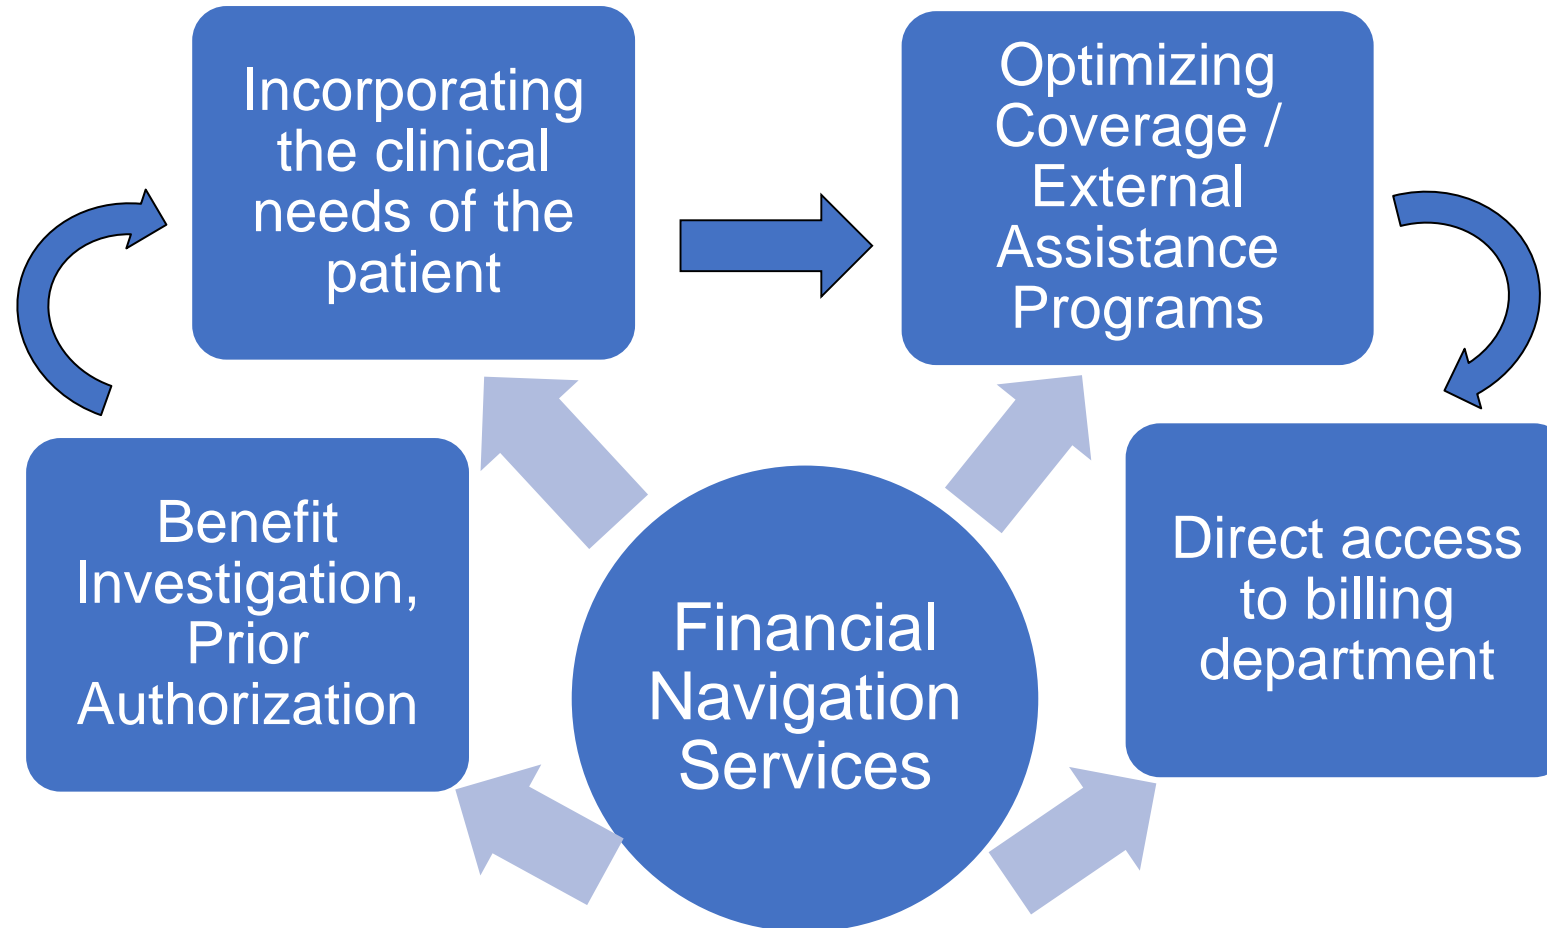 Incorporating
the clinical
needs of the
patient
Optimizing
Coverage /
External
Assistance
Programs
Benefit
Investigation,
Prior
Authorization
Financial
Navigation
Services
Direct access
to billing
department